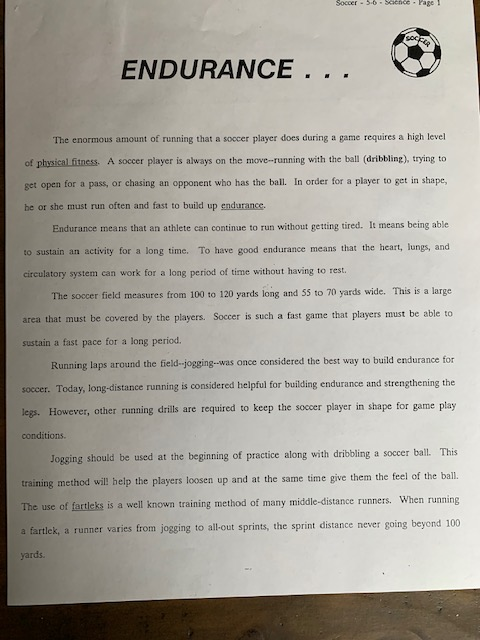 Soccer - 5-6 - Science - Page 1
SOCCER
ENDURANCE . . .
The enormous amount of running that a soccer player does during a game requires a high level
of physical fitness. A soccer player is always on the move--running with the ball (dribbling), trying to
get open for a pass, or chasing an opponent who has the ball. In order for a player to get in shape,
he or she must run often and fast to build up endurance.
Endurance means that an athlete can continue to run without getting tired. It means being able
to sustain an activity for a long time. To have good endurance means that the heart, lungs, and
circulatory system can work for a long period of time without having to rest.
The soccer field measures from 100 to 120 yards long and 55 to 70 yards wide. This is a large
area that must be covered by the players. Soccer is such a fast game that players must be able to
sustain a fast pace for a long period.
Running laps around the field--jogging--was once considered the best way to build endurance for
soccer. Today, long-distance running is considered helpful for building endurance and strengthening the
legs. However, other running drills are required to keep the soccer player in shape for game play
conditions.
Jogging should be used at the beginning of practice along with dribbling a soccer ball. This
training method will help the players loosen up and at the same time give them the feel of the ball.
The use of fartleks is a well known training method of many middle-distance runners. When running
a fartlek, a runner varies from jogging to all-out sprints, the sprint distance never going beyond 100
yards.